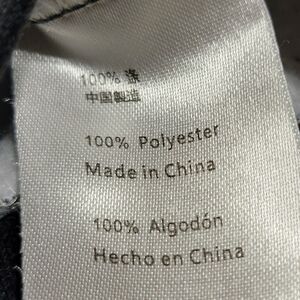 100% 涤
中国製造
100% Polyester
Made in China
100% Algodón
Hecho en China